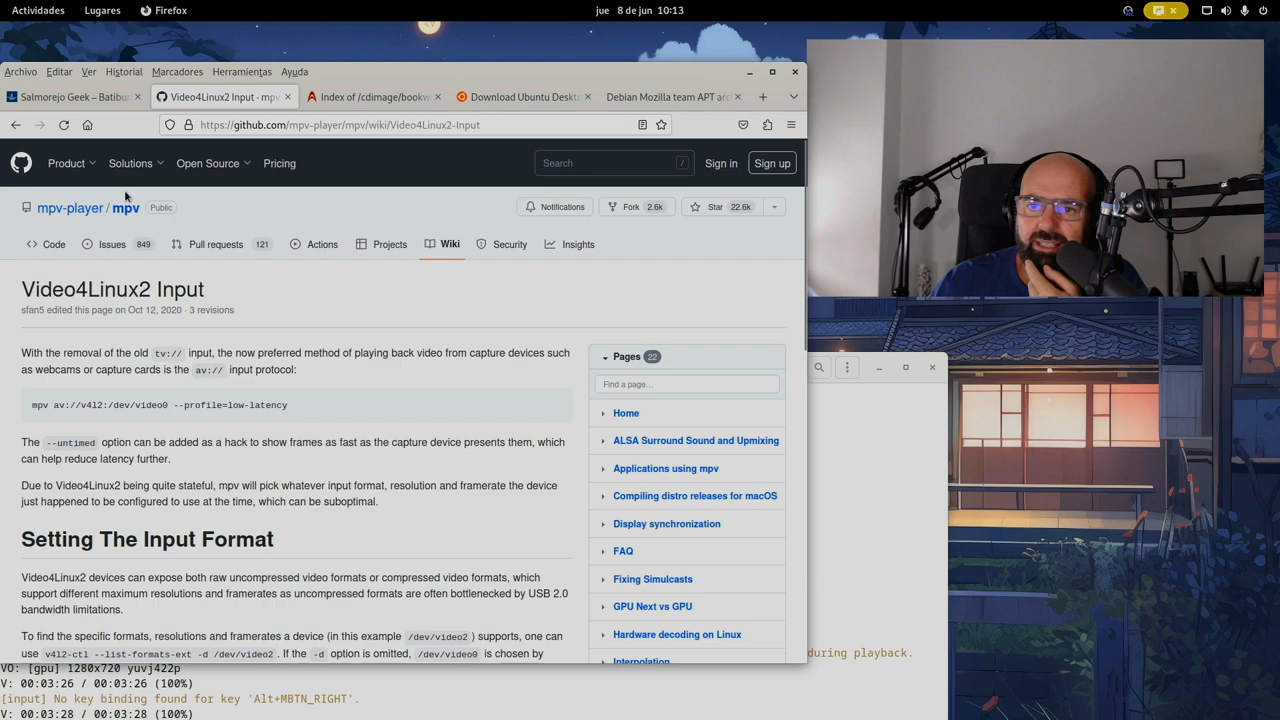 Actividades Lugares Firefox jue 8 de jun 10:13
Archivo Editar Ver Historial Marcadores Herramientas Ayuda
Salmorejo Geek – Batibur Video4Linux2 Input · mpv Index of /cdimage/bookw Download Ubuntu Deskt Debian Mozilla team APT arc
https://github.com/mpv-player/mpv/wiki/Video4Linux2-Input
Product Solutions Open Source Pricing Search / Sign in Sign up
mpv-player / mpv Public Notifications Fork 2.6k Star 22.6k
Code Issues 849 Pull requests 121 Actions Projects Wiki Security Insights
Video4Linux2 Input
sfan5 edited this page on Oct 12, 2020 · 3 revisions
With the removal of the old tv:// input, the now preferred method of playing back video from capture devices such
as webcams or capture cards is the av:// input protocol:
mpv av://v4l2:/dev/video0 --profile=low-latency
The --untimed option can be added as a hack to show frames as fast as the capture device presents them, which
can help reduce latency further.
Due to Video4Linux2 being quite stateful, mpv will pick whatever input format, resolution and framerate the device
just happened to be configured to use at the time, which can be suboptimal.
Setting The Input Format
Video4Linux2 devices can expose both raw uncompressed video formats or compressed video formats, which
support different maximum resolutions and framerates as uncompressed formats are often bottlenecked by USB 2.0
bandwidth limitations.
To find the specific formats, resolutions and framerates a device (in this example /dev/video2 ) supports, one can
use v4l2-ctl --list-formats-ext -d /dev/video2 . If the -d option is omitted, /dev/video0 is chosen by
Pages 22
Find a page...
Home
ALSA Surround Sound and Upmixing
Applications using mpv
Compiling distro releases for macOS
Display synchronization
FAQ
Fixing Simulcasts
GPU Next vs GPU
Hardware decoding on Linux
Interpolation
during playback.
VO: [gpu] 1280x720 yuvj422p
V: 00:03:26 / 00:03:26 (100%)
[input] No key binding found for key 'Alt+MBTN_RIGHT'.
V: 00:03:28 / 00:03:28 (100%)